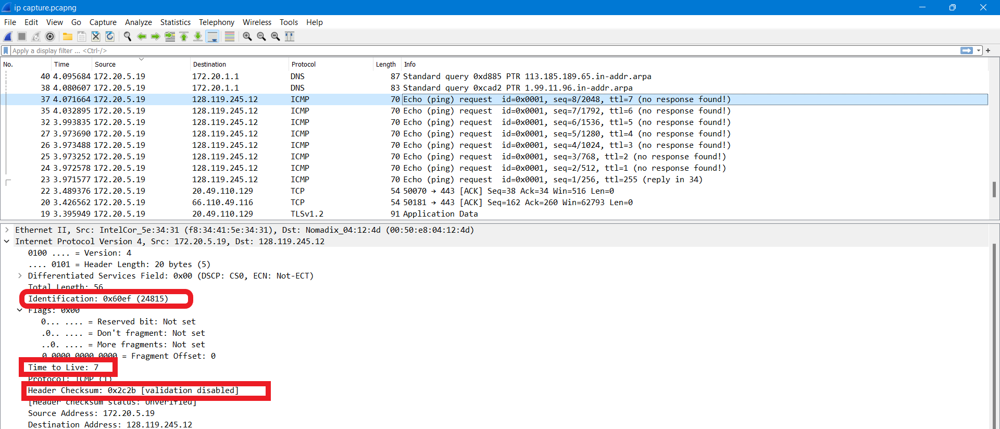 ip capture.pcapng
File Edit View Go Capture Analyze Statistics Telephony Wireless Tools Help
Apply a display filter ... <Ctrl-/>
No. Time Source Destination Protocol Length Info
40 4.095684 172.20.5.19 172.20.1.1 DNS 87 Standard query 0xd885 PTR 113.185.189.65.in-addr.arpa
38 4.080607 172.20.5.19 172.20.1.1 DNS 83 Standard query 0xcad2 PTR 1.99.11.96.in-addr.arpa
37 4.071664 172.20.5.19 128.119.245.12 ICMP 70 Echo (ping) request id=0x0001, seq=8/2048, ttl=7 (no response found!)
35 4.032895 172.20.5.19 128.119.245.12 ICMP 70 Echo (ping) request id=0x0001, seq=7/1792, ttl=6 (no response found!)
32 3.993835 172.20.5.19 128.119.245.12 ICMP 70 Echo (ping) request id=0x0001, seq=6/1536, ttl=5 (no response found!)
27 3.973690 172.20.5.19 128.119.245.12 ICMP 70 Echo (ping) request id=0x0001, seq=5/1280, ttl=4 (no response found!)
26 3.973488 172.20.5.19 128.119.245.12 ICMP 70 Echo (ping) request id=0x0001, seq=4/1024, ttl=3 (no response found!)
25 3.973252 172.20.5.19 128.119.245.12 ICMP 70 Echo (ping) request id=0x0001, seq=3/768, ttl=2 (no response found!)
24 3.972578 172.20.5.19 128.119.245.12 ICMP 70 Echo (ping) request id=0x0001, seq=2/512, ttl=1 (no response found!)
23 3.971577 172.20.5.19 128.119.245.12 ICMP 70 Echo (ping) request id=0x0001, seq=1/256, ttl=255 (reply in 34)
22 3.489376 172.20.5.19 20.49.110.129 TCP 54 50070 → 443 [ACK] Seq=38 Ack=34 Win=516 Len=0
20 3.426562 172.20.5.19 66.110.49.116 TCP 54 50181 → 443 [ACK] Seq=162 Ack=260 Win=62793 Len=0
19 3.395949 172.20.5.19 20.49.110.129 TLSv1.2 91 Application Data
Ethernet II, Src: IntelCor_5e:34:31 (f8:34:41:5e:34:31), Dst: Nomadix_04:12:4d (00:50:e8:04:12:4d)
Internet Protocol Version 4, Src: 172.20.5.19, Dst: 128.119.245.12
0100 .... = Version: 4
.... 0101 = Header Length: 20 bytes (5)
Differentiated Services Field: 0x00 (DSCP: CS0, ECN: Not-ECT)
Total Length: 56
Identification: 0x60ef (24815)
Flags: 0x00
0... .... = Reserved bit: Not set
.0.. .... = Don't fragment: Not set
..0. .... = More fragments: Not set
...0 0000 0000 0000 = Fragment Offset: 0
Time to Live: 7
Protocol: ICMP (1)
Header Checksum: 0x2c2b [validation disabled]
[Header checksum status: Unverified]
Source Address: 172.20.5.19
Destination Address: 128.119.245.12